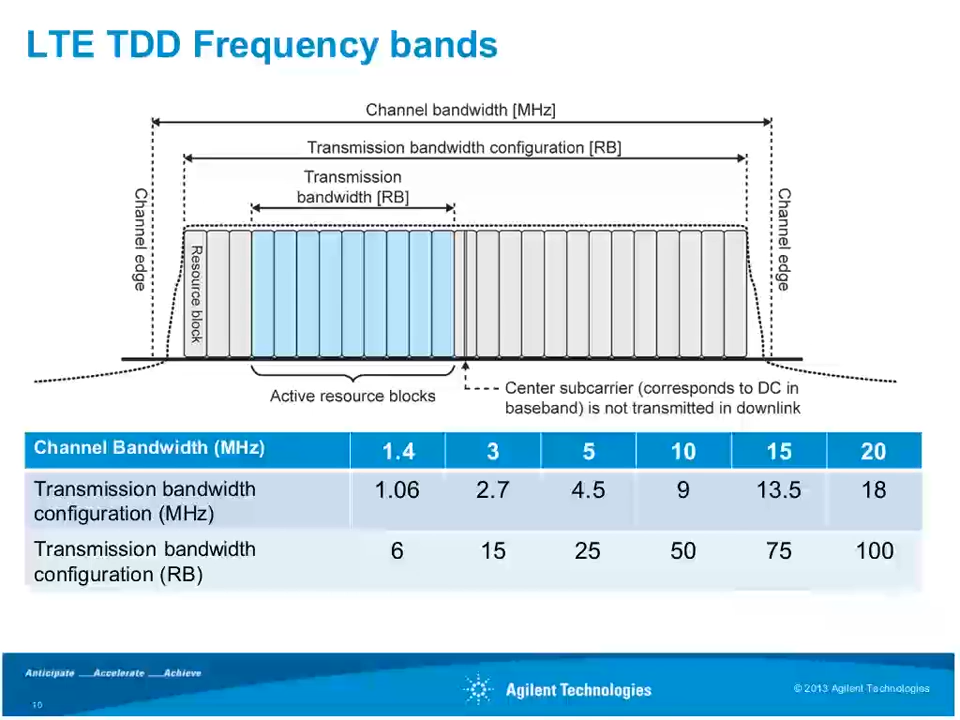 LTE TDD Frequency bands
Channel bandwidth [MHz]
Transmission bandwidth configuration [RB]
Transmission
bandwidth [RB]
Channel edge
Resource block
Channel edge
Active resource blocks
Center subcarrier (corresponds to DC in
baseband) is not transmitted in downlink
Channel Bandwidth (MHz) 1.4 3 5 10 15 20
Transmission bandwidth
configuration (MHz) 1.06 2.7 4.5 9 13.5 18
Transmission bandwidth
configuration (RB) 6 15 25 50 75 100
Anticipate Accelerate Achieve
Agilent Technologies
© 2013 Agilent Technologies
10